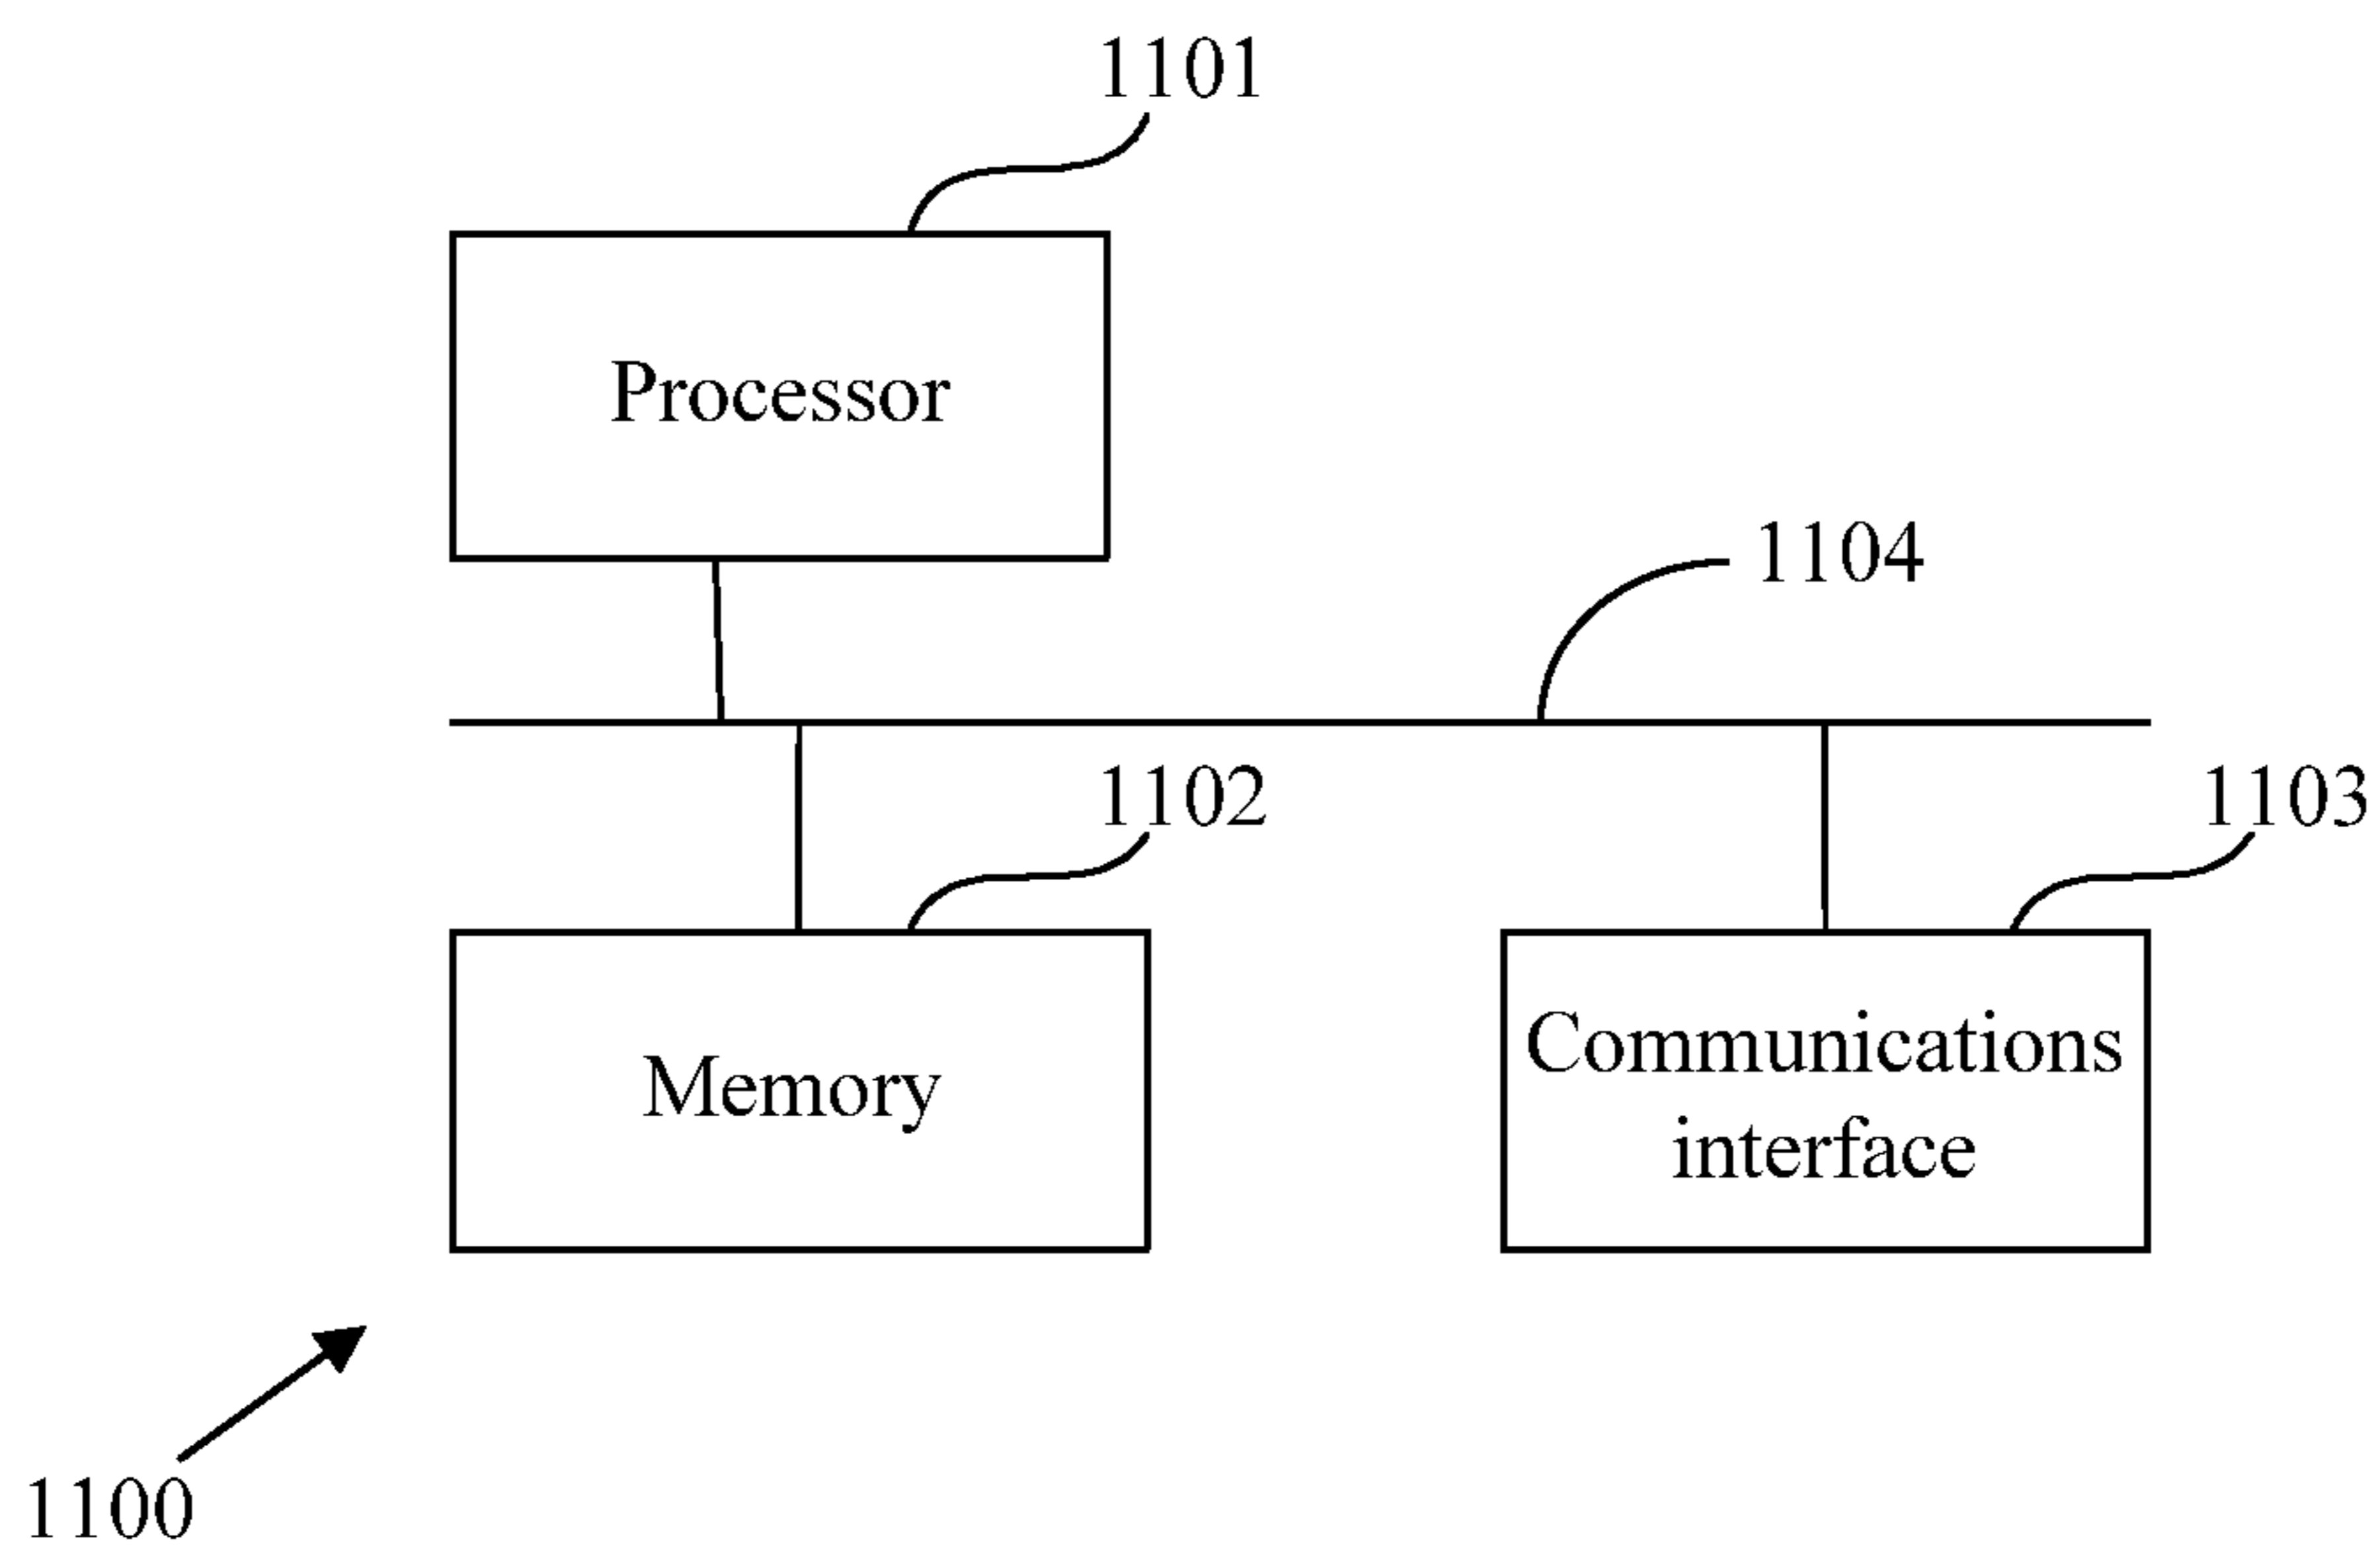 1101
Processor
1104
1102
1103
Memory
Communications
interface
1100